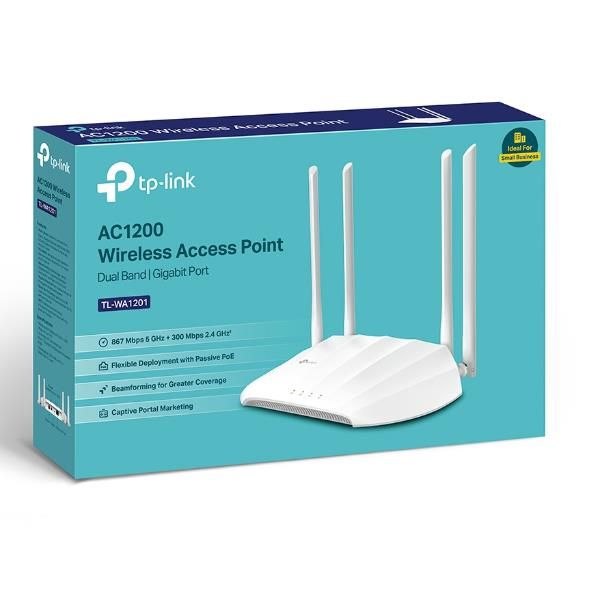 tp-link
AC1200 Wireless Access Point
tp-link
AC1200 Wireless
Access Point
TL-WA1201
Ideal For
Small Business
tp-link
AC1200
Wireless Access Point
Dual Band | Gigabit Port
TL-WA1201
867 Mbps 5 GHz + 300 Mbps 2.4 GHz†
Flexible Deployment with Passive PoE
Beamforming for Greater Coverage
Captive Portal Marketing
tp-link